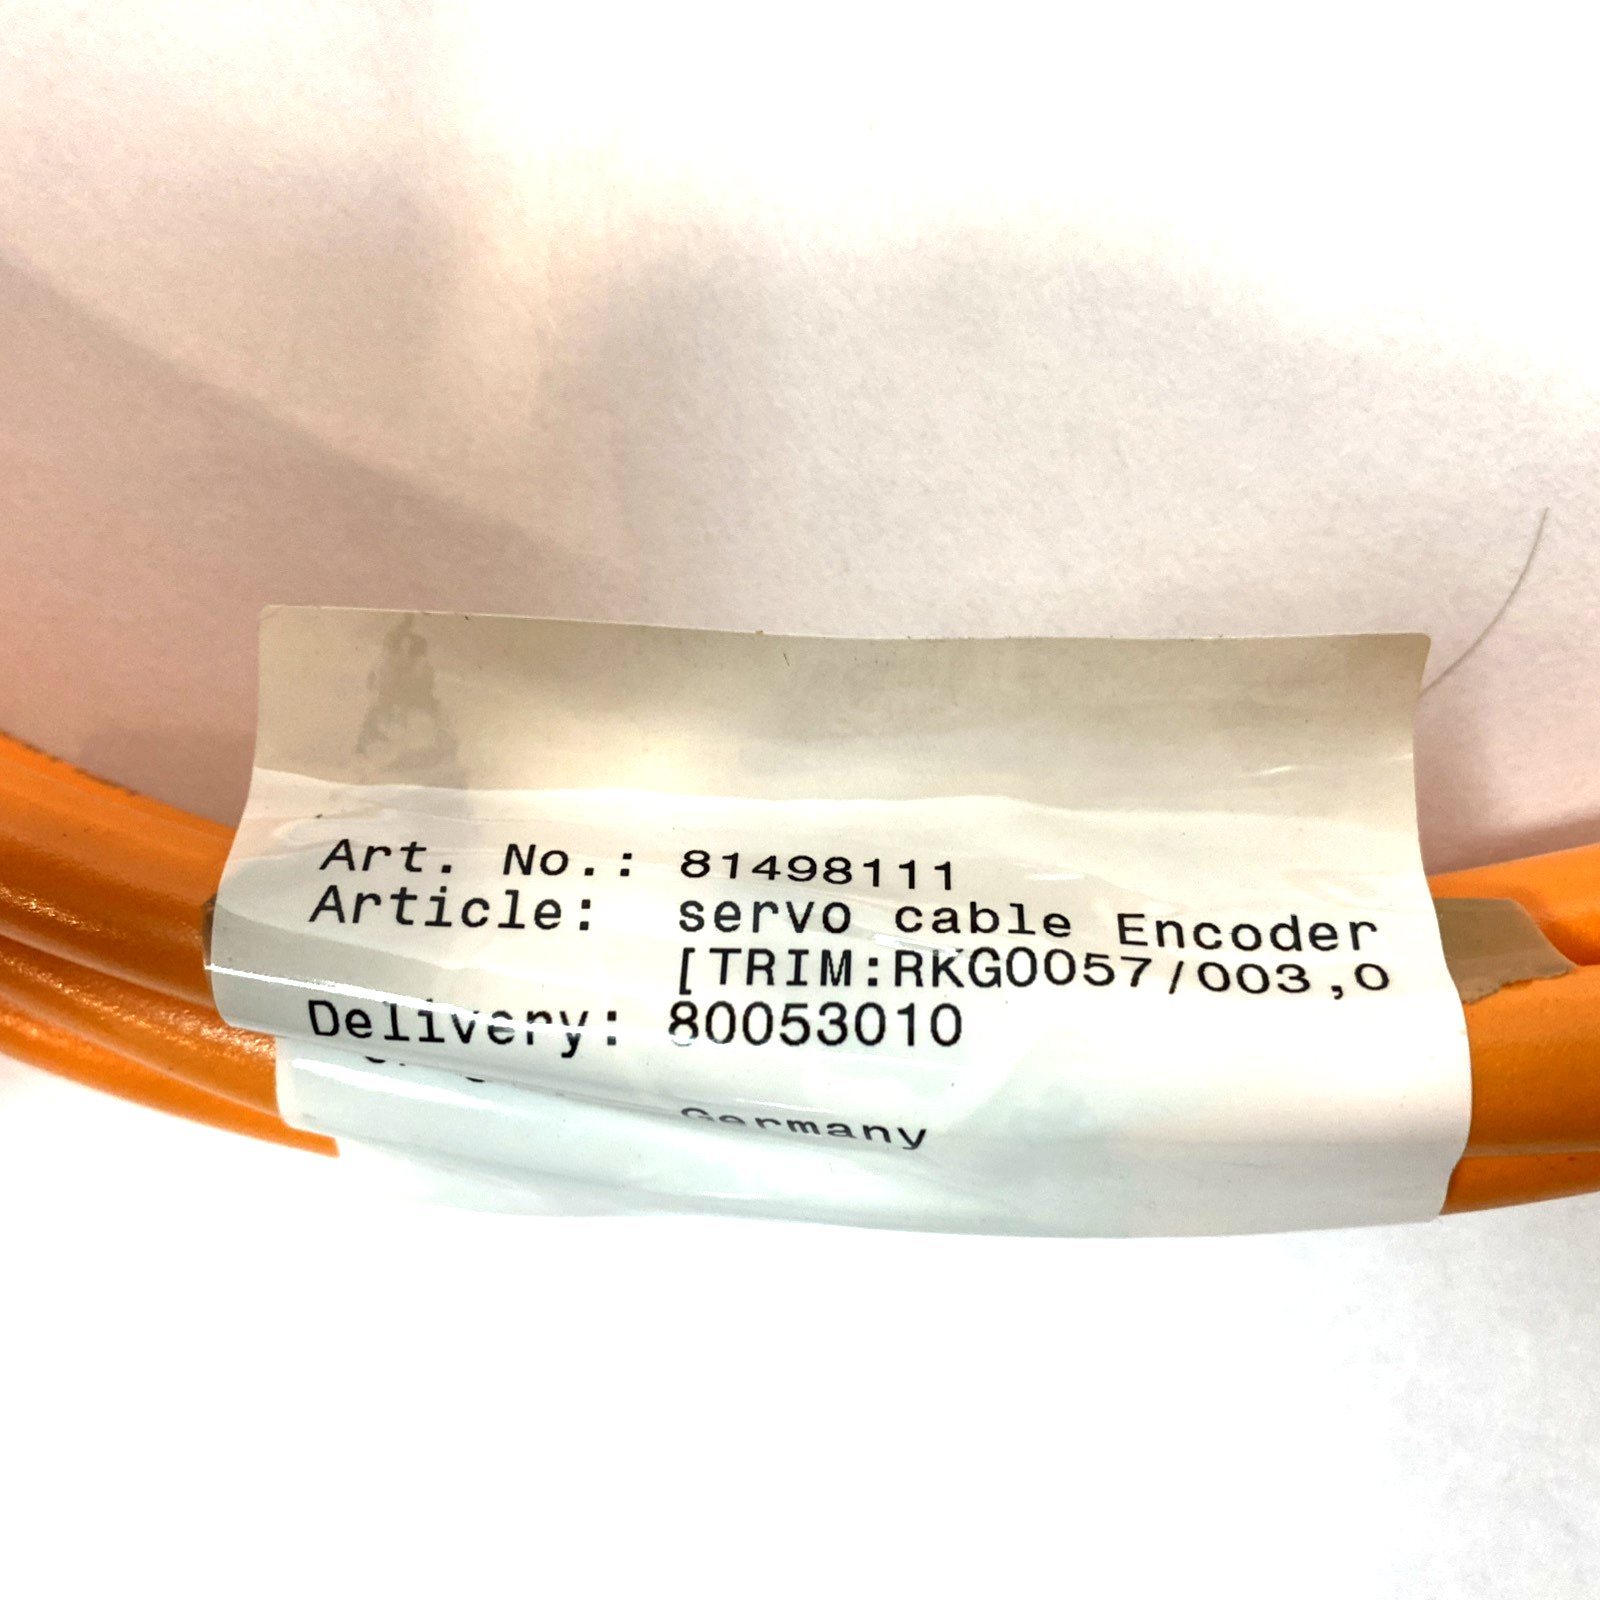 Art. No.: 81498111
Article: servo cable Encoder
[TRIM:RKG0057/003,0
Delivery: 80053010
Germany